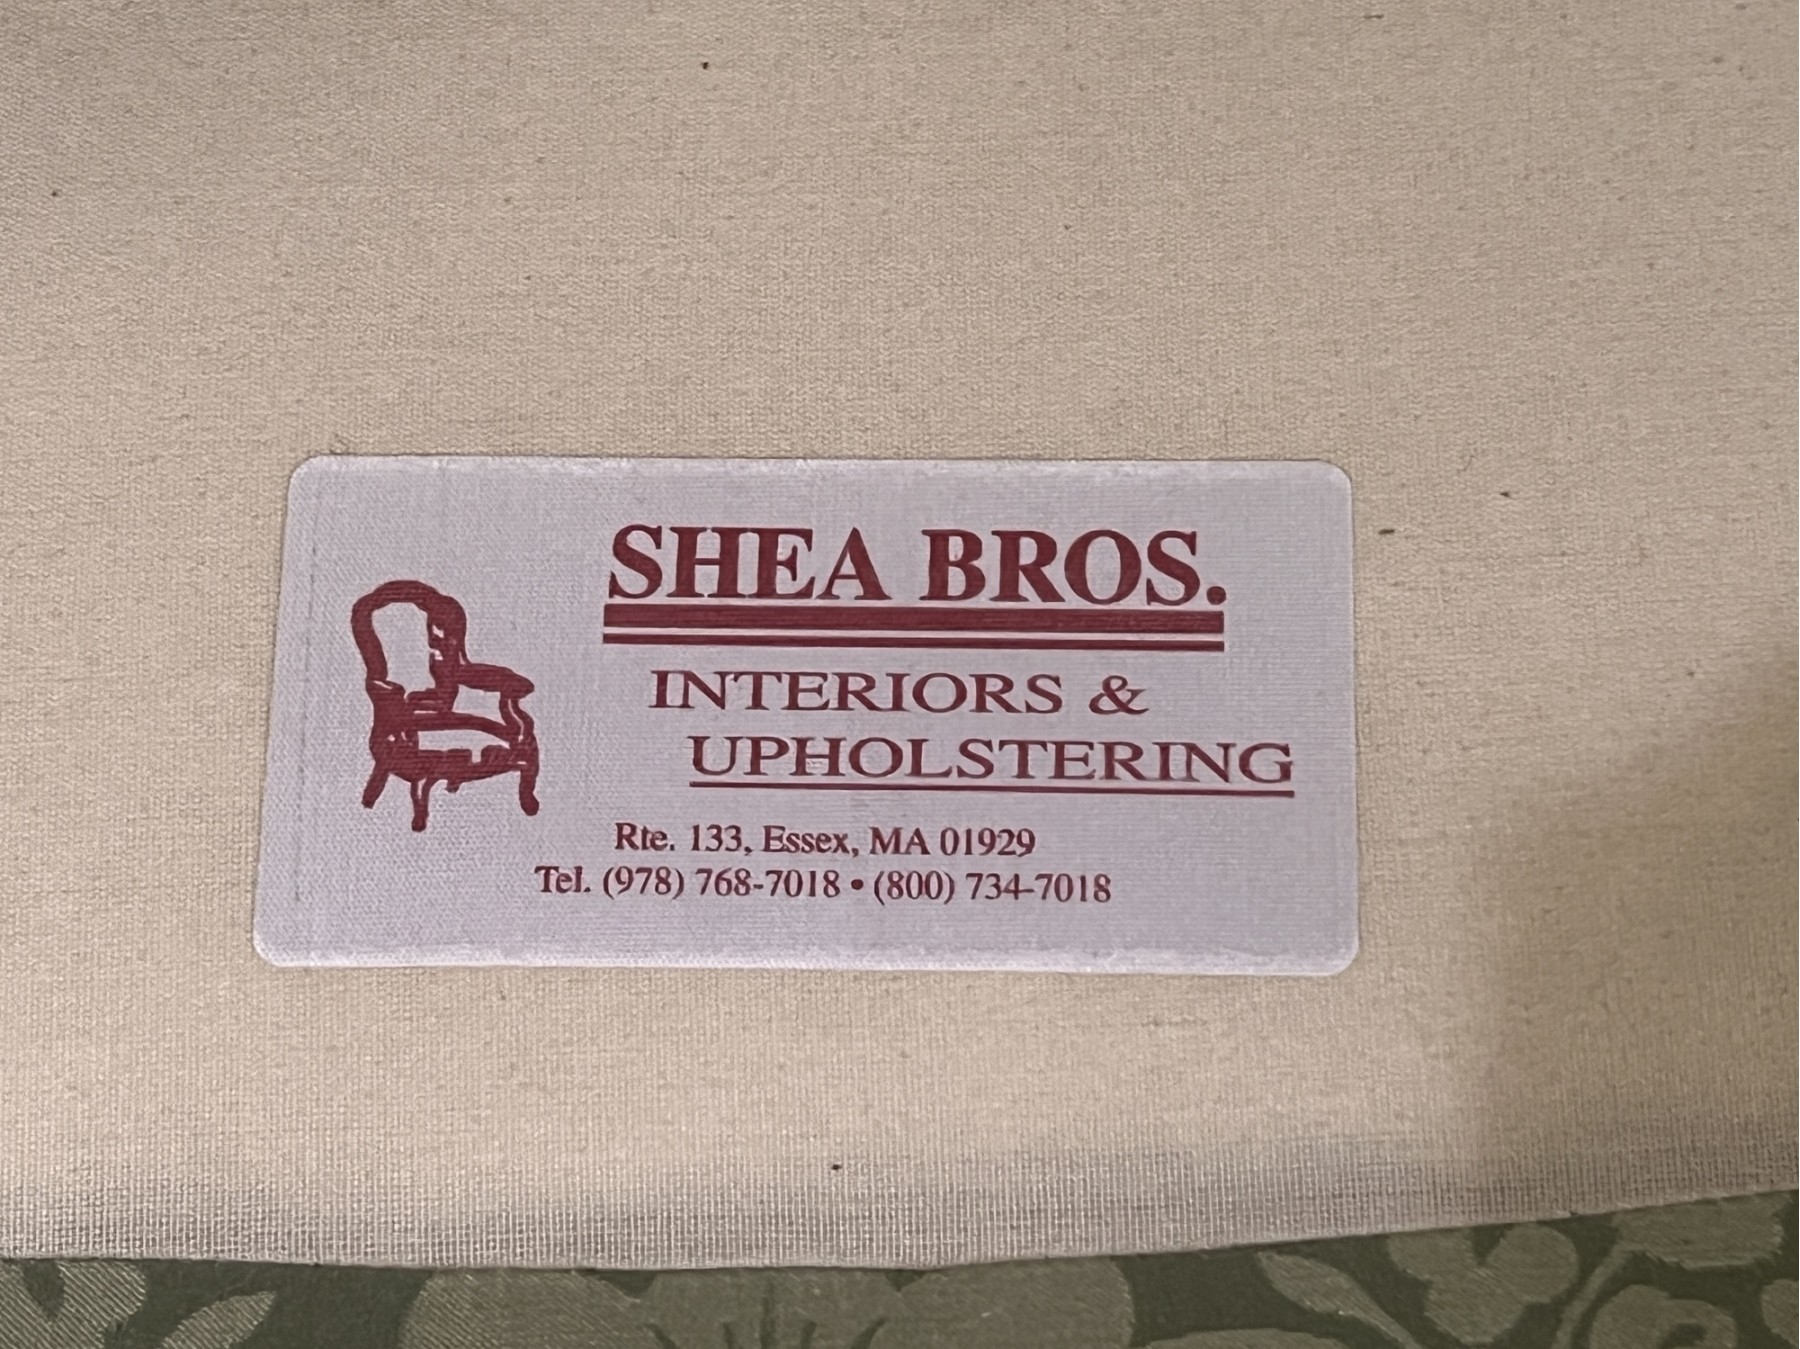 SHEA BROS.
INTERIORS &
UPHOLSTERING
Rte. 133, Essex, MA 01929
Tel. (978) 768-7018 • (800) 734-7018